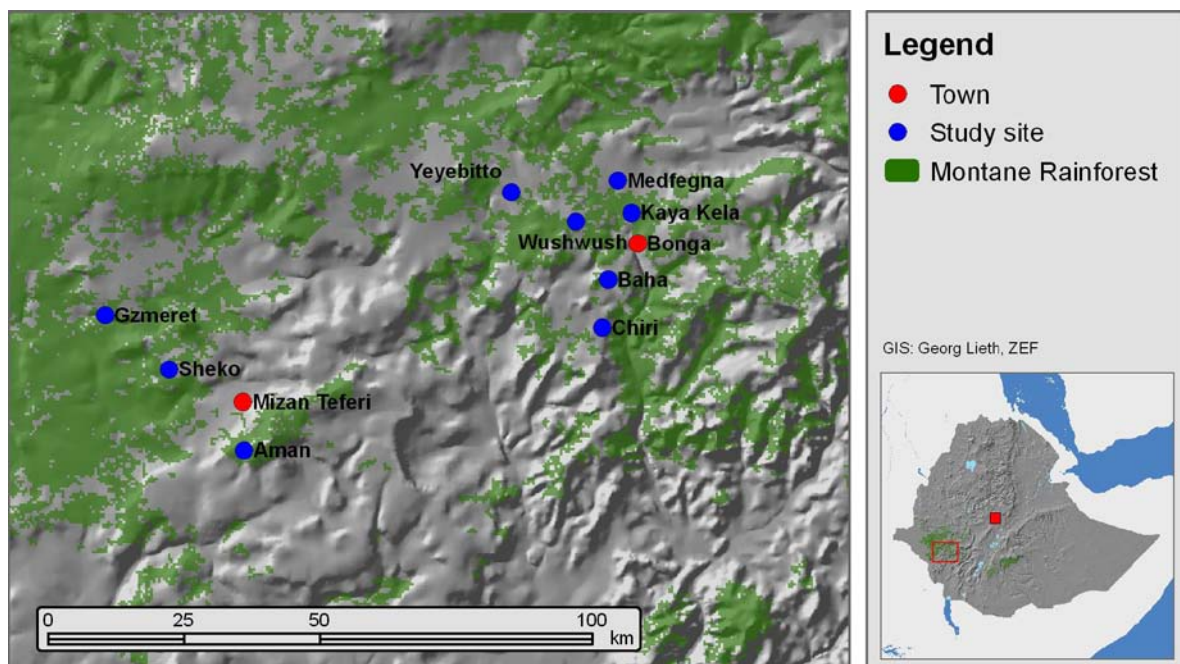 Yeyebitto
Medfegna
Kaya Kela
Wushwush
Bonga
Baha
Gzmeret
Chiri
Sheko
Mizan Teferi
Aman
0 25 50 100
km
Legend
Town
Study site
Montane Rainforest
GIS: Georg Lieth, ZEF